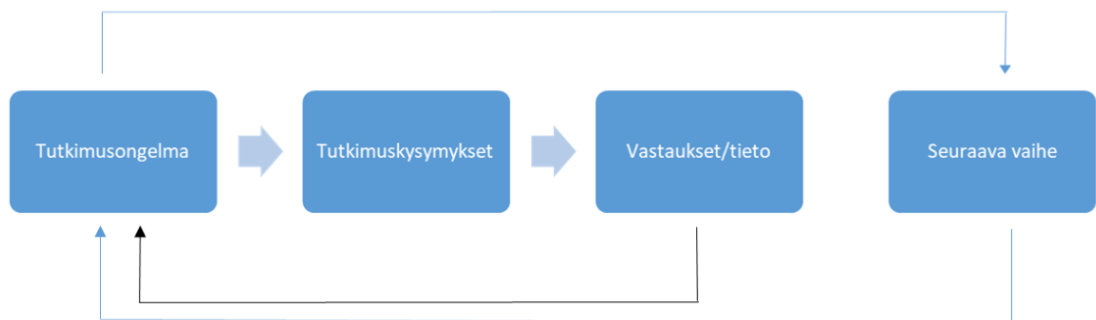 Tutkimusongelma
Tutkimuskysymykset
Vastaukset/tieto
Seuraava vaihe